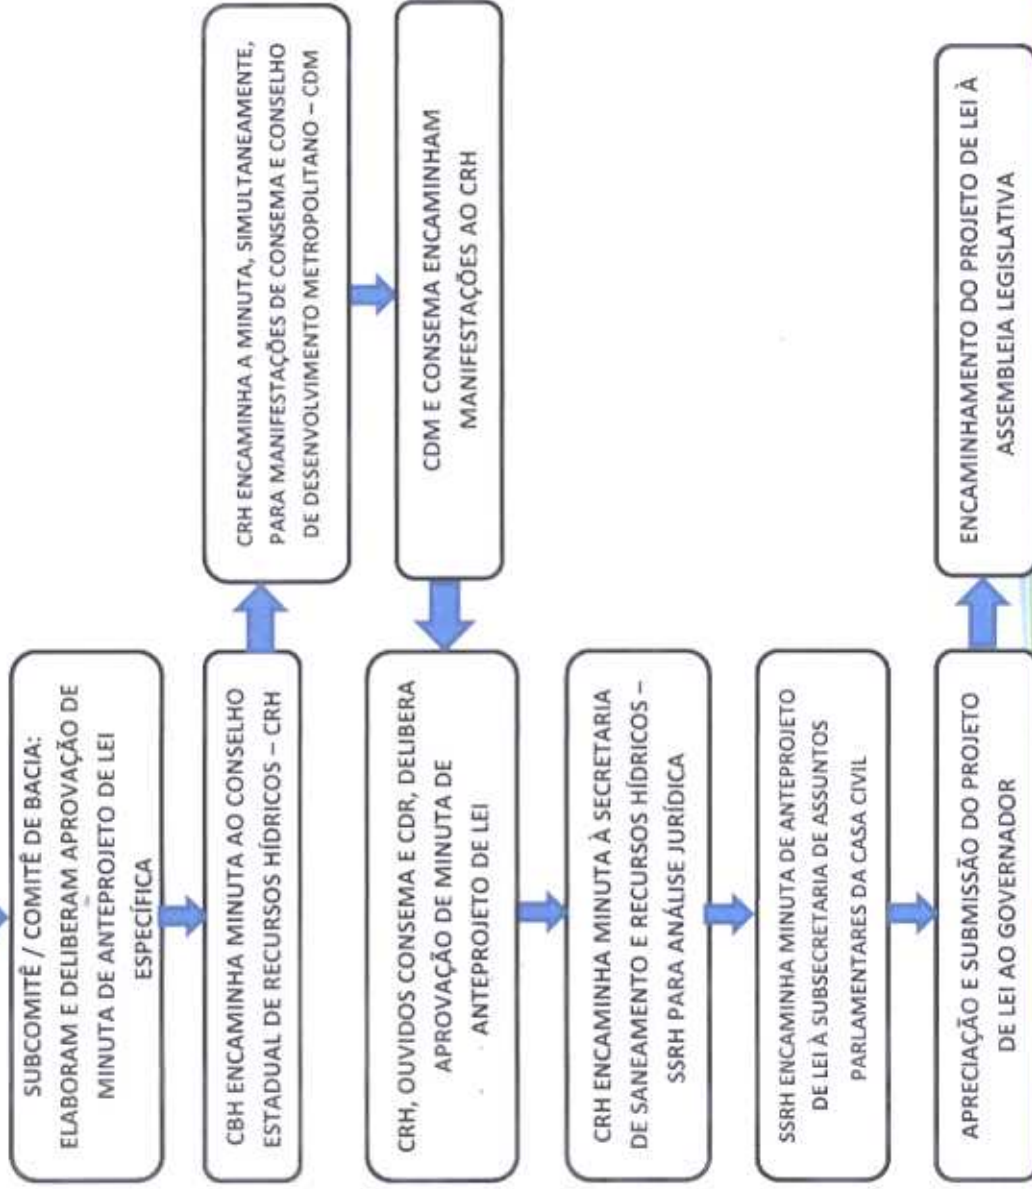 SUBCOMITÊ / COMITÊ DE BACIA:
ELABORAM E DELIBERAM APROVAÇÃO DE
MINUTA DE ANTEPROJETO DE LEI
ESPECÍFICA
CBH ENCAMINHA MINUTA AO CONSELHO
ESTADUAL DE RECURSOS HÍDRICOS – CRH
CRH ENCAMINHA A MINUTA, SIMULTANEAMENTE,
PARA MANIFESTAÇÕES DE CONSEMA E CONSELHO
DE DESENVOLVIMENTO METROPOLITANO – CDM
CDM E CONSEMA ENCAMINHAM
MANIFESTAÇÕES AO CRH
CRH, OUVIDOS CONSEMA E CDR, DELIBERA
APROVAÇÃO DE MINUTA DE
ANTEPROJETO DE LEI
CRH ENCAMINHA MINUTA À SECRETARIA
DE SANEAMENTO E RECURSOS HÍDRICOS –
SSRH PARA ANÁLISE JURÍDICA
SSRH ENCAMINHA MINUTA DE ANTEPROJETO
DE LEI À SUBSECRETARIA DE ASSUNTOS
PARLAMENTARES DA CASA CIVIL
APRECIAÇÃO E SUBMISSÃO DO PROJETO
DE LEI AO GOVERNADOR
ENCAMINHAMENTO DO PROJETO DE LEI À
ASSEMBLEIA LEGISLATIVA